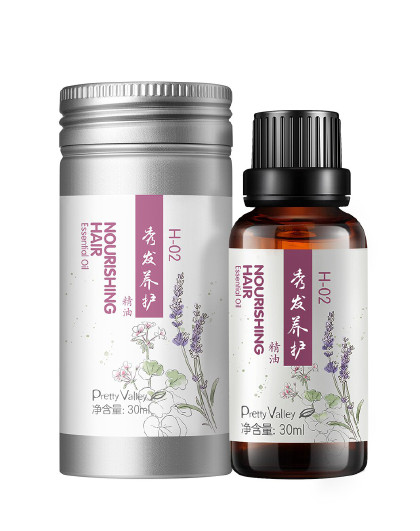 H-02
秀发养护
NOURISHING
HAIR
Essential Oil
精油
Pretty Valley
净含量: 30ml
H-02
秀发养护
NOURISHING
HAIR
Essential Oil
精油
Pretty Valley
净含量: 30ml